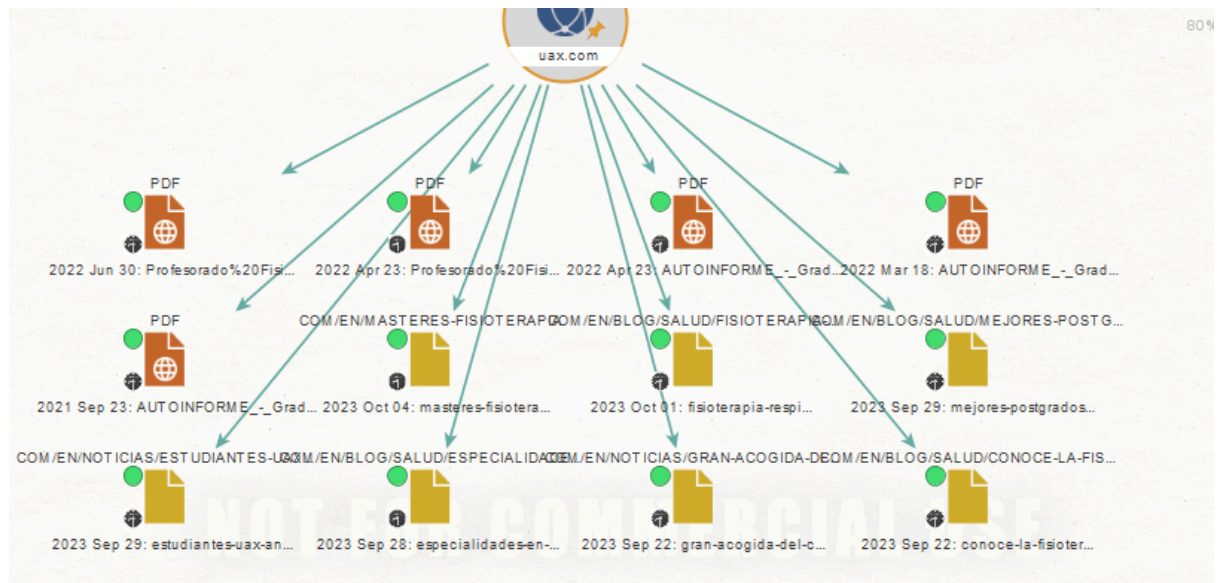 80%
uax.com
PDF
PDF
PDF
PDF
2022 Jun 30: Profesorado%20Fisi...
2022 Apr 23: Profesorado%20Fisi...
2022 Apr 23: AUTOINFORME_-_Grad...
2022 Mar 18: AUTOINFORME_-_Grad...
PDF
COM/EN/MASTERES-FISIOTERAPIA
COM/EN/BLOG/SALUD/FISIOTERAPIA-...
COM/EN/BLOG/SALUD/MEJORES-POSTG...
2021 Sep 23: AUTOINFORME_-_Grad...
2023 Oct 04: masteres-fisiotera...
2023 Oct 01: fisioterapia-respi...
2023 Sep 29: mejores-postgrados...
COM/EN/NOTICIAS/ESTUDIANTES-UAX...
COM/EN/BLOG/SALUD/ESPECIALIDADE...
COM/EN/NOTICIAS/GRAN-ACOGIDA-DE...
COM/EN/BLOG/SALUD/CONOCE-LA-FIS...
NOT FOR COMMERCIAL USE
2023 Sep 29: estudiantes-uax-an...
2023 Sep 28: especialidades-en-...
2023 Sep 22: gran-acogida-del-c...
2023 Sep 22: conoce-la-fisioter...